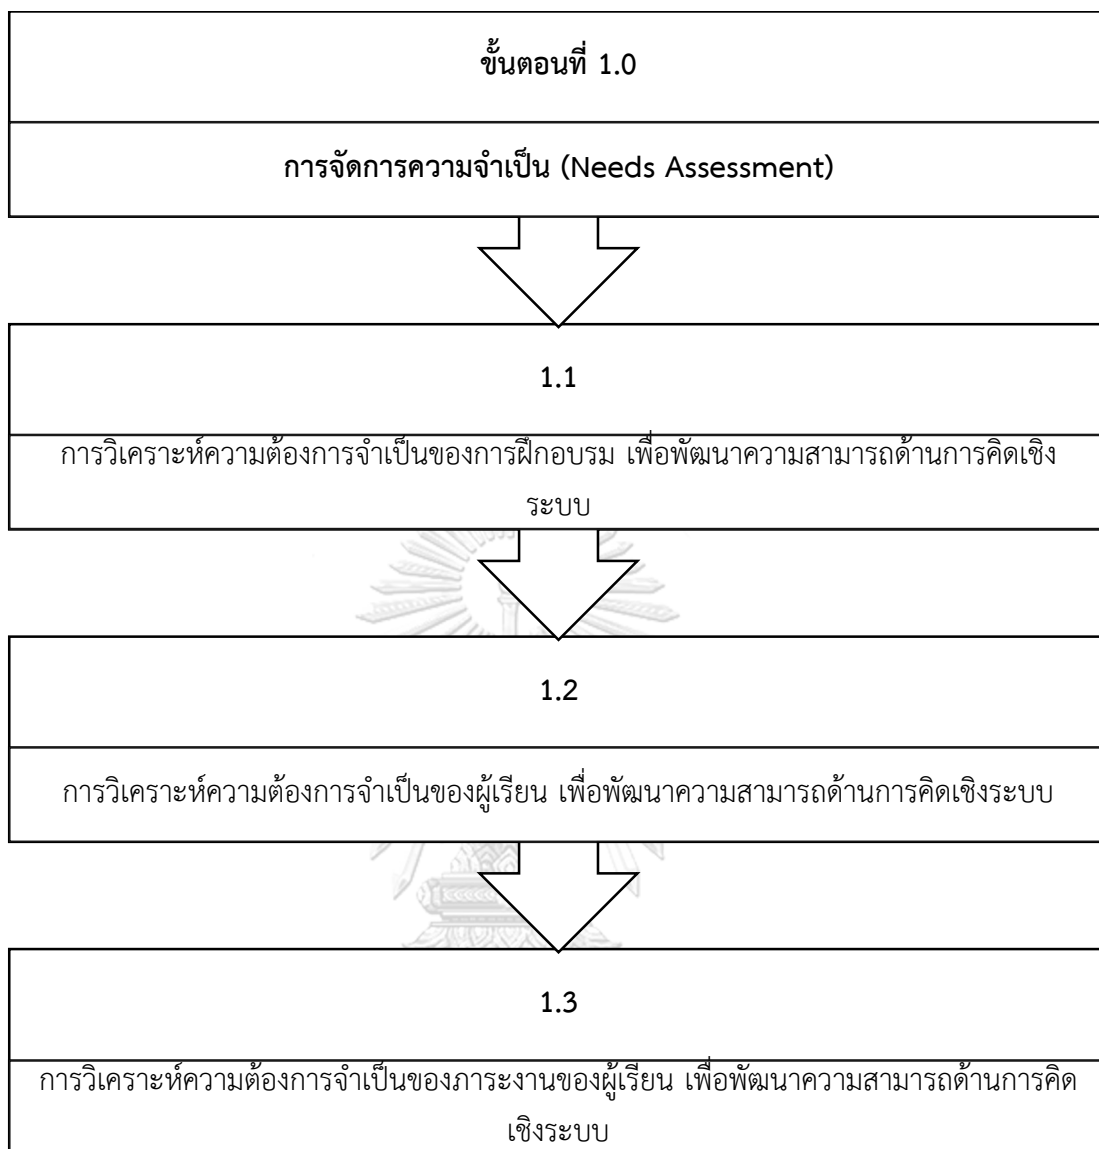 ขั้นตอนที่ 1.0
การจัดการความจำเป็น (Needs Assessment)
1.1
การวิเคราะห์ความต้องการจำเป็นของการฝึกอบรม เพื่อพัฒนาความสามารถด้านการคิดเชิง
ระบบ
1.2
การวิเคราะห์ความต้องการจำเป็นของผู้เรียน เพื่อพัฒนาความสามารถด้านการคิดเชิงระบบ
1.3
การวิเคราะห์ความต้องการจำเป็นของภาระงานของผู้เรียน เพื่อพัฒนาความสามารถด้านการคิด
เชิงระบบ